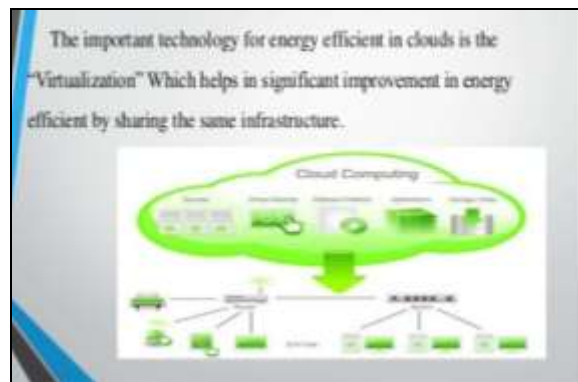 The important technology for energy efficient in clouds is the
“Virtualization” Which helps in significant improvement in energy
efficient by sharing the same infrastructure.
Cloud Computing